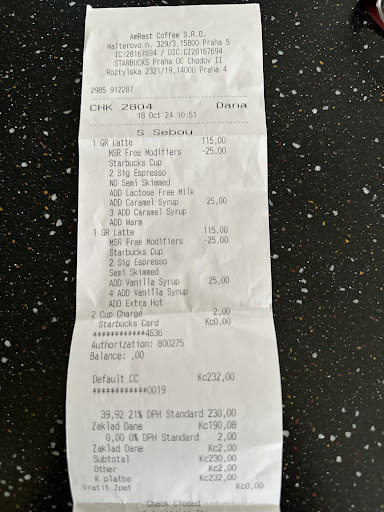 AmRest Coffee S.R.O.
Walterovo n. 329/3,15800 Praha 5
IC:28167694 / DIC:CZ28167694
STARBUCKS Praha OC Chodov II
Roztylska 2321/19,14000 Praha 4
2985 912287
CHK 2804 Dana
18 Oct'24 10:51
S Sebou
1 GR Latte 115,00
MSR Free Modifiers -25,00
Starbucks Cup
2 Sig Espresso
NO Semi Skimmed
ADD Lactose Free Milk
ADD Caramel Syrup 25,00
3 ADD Caramel Syrup
ADD Warm
1 GR Latte 115,00
MSR Free Modifiers -25,00
Starbucks Cup
2 Sig Espresso
Semi Skimmed
ADD Vanilla Syrup 25,00
4 ADD Vanilla Syrup
ADD Extra Hot
2 Cup Charge 2,00
Starbucks Card Kc0,00
************4636
Authorization: B00275
Balance: ,00
Default CC Kc232,00
************0019
39,92 21% DPH Standard 230,00
Zaklad Dane Kc190,08
0,00 0% DPH Standard 2,00
Zaklad Dane Kc2,00
Subtotal Kc230,00
Other Kc2,00
K platbe Kc232,00
Vratit Zpet Kc0,00
Check Closed